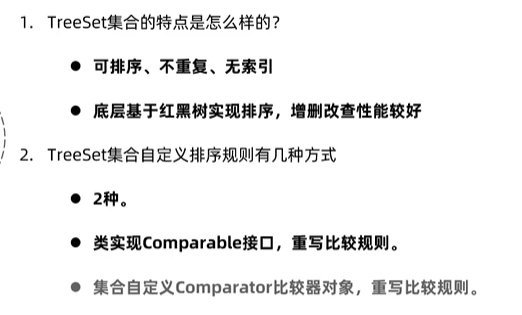 1. TreeSet集合的特点是怎么样的?
● 可排序、不重复、无索引
● 底层基于红黑树实现排序，增删改查性能较好
2. TreeSet集合自定义排序规则有几种方式
● 2种。
● 类实现Comparable接口，重写比较规则。
● 集合自定义Comparator比较器对象，重写比较规则。